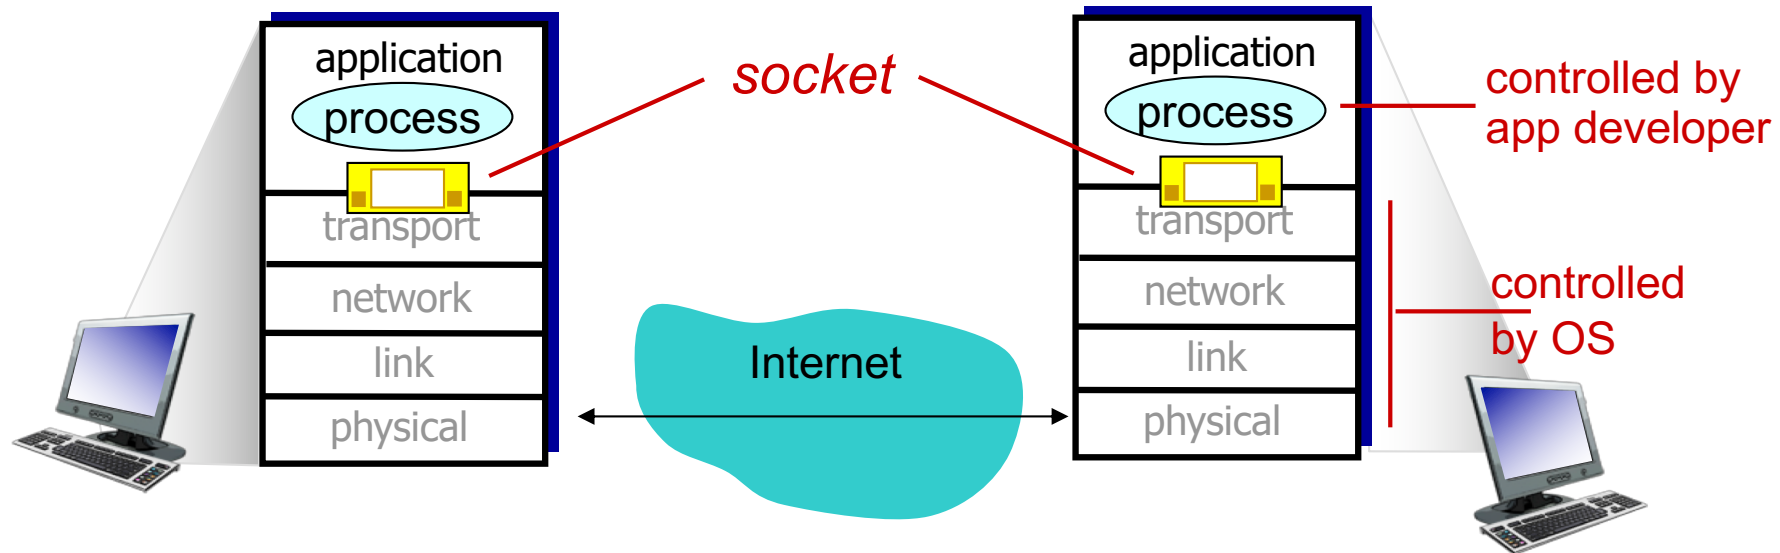 application
process
transport
network
link
physical
socket
Internet
application
process
transport
network
link
physical
controlled by
app developer
controlled
by OS